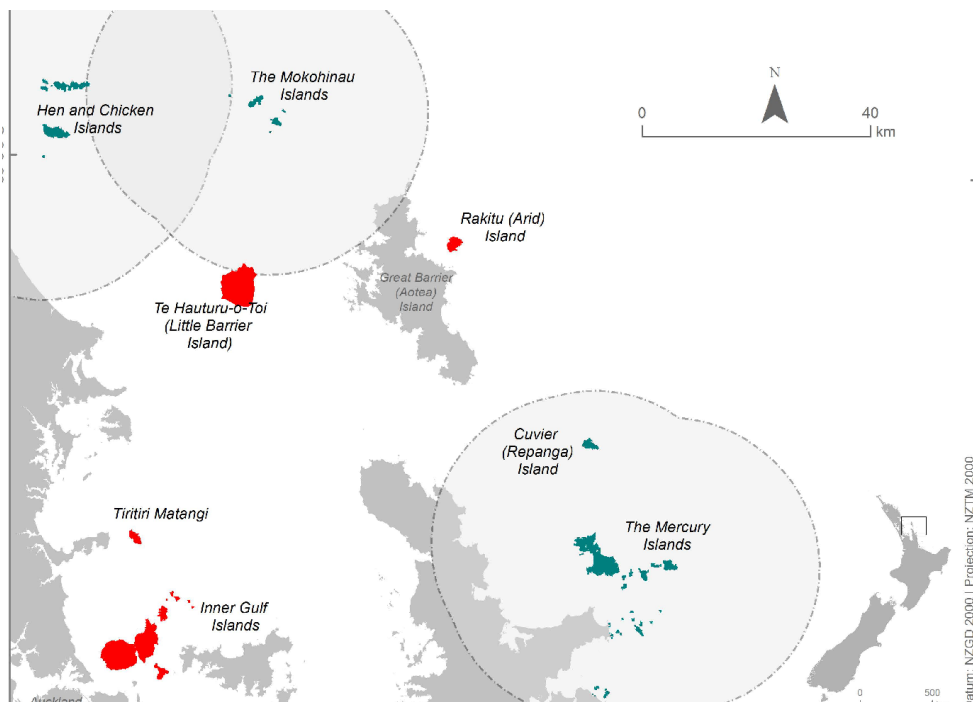 The Mokohinau
Islands
Hen and Chicken
Islands
N
0 40
km
Rakitu (Arid)
Island
Great Barrier
(Aotea)
Island
Te Hauturu-o-Toi
(Little Barrier
Island)
Cuvier
(Repanga)
Island
Tiritiri Matangi
The Mercury
Islands
Inner Gulf
Islands
Auckland
0 500
atum: NZGD 2000 | Projection: NZTM 2000